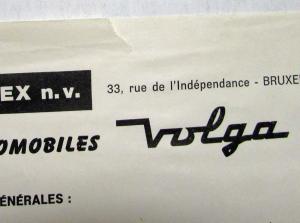 EX n.v. 33, rue de l'Indépendance - BRUXE
OMOBILES Volga
ÉNÉRALES :